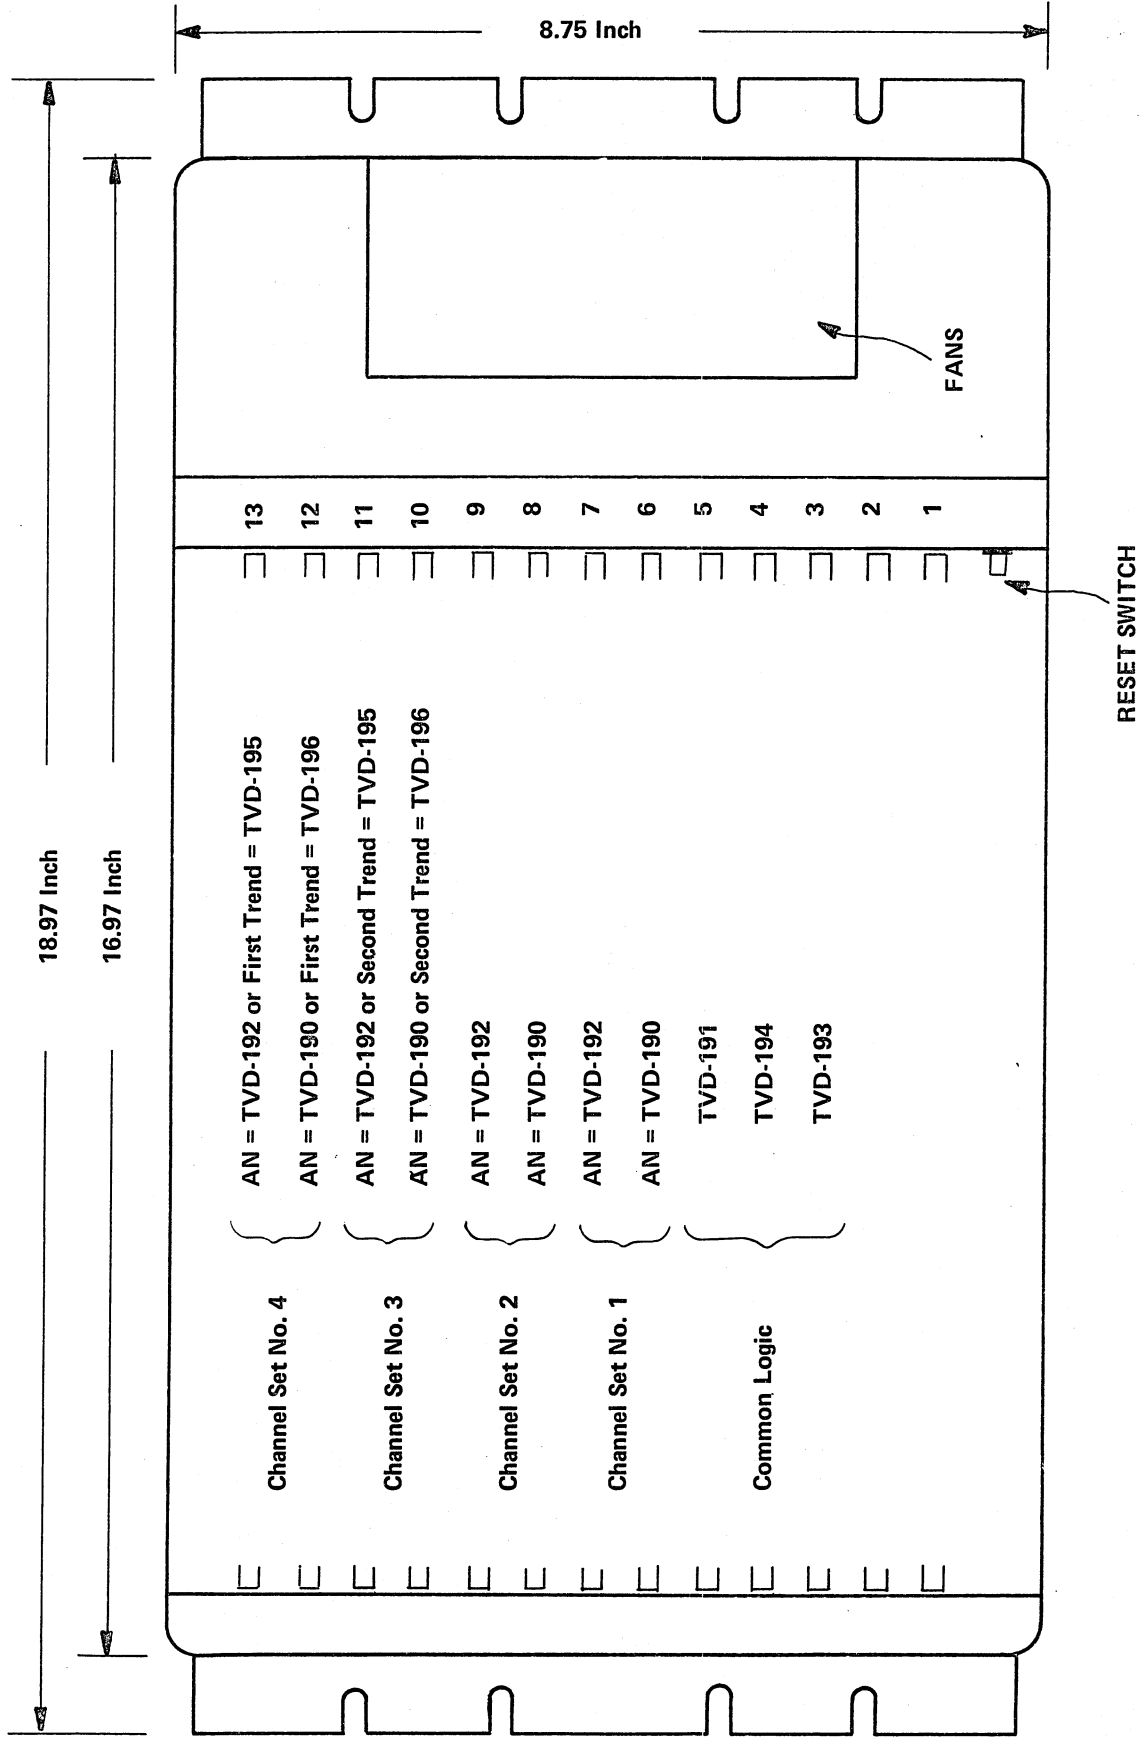 8.75 Inch
18.97 Inch
16.97 Inch
FANS
13
12
11
10
9
8
7
6
5
4
3
2
1
RESET SWITCH
Channel Set No. 4
AN = TVD-192 or First Trend = TVD-195
AN = TVD-190 or First Trend = TVD-196
Channel Set No. 3
AN = TVD-192 or Second Trend = TVD-195
AN = TVD-190 or Second Trend = TVD-196
Channel Set No. 2
AN = TVD-192
AN = TVD-190
Channel Set No. 1
AN = TVD-192
AN = TVD-190
Common Logic
TVD-191
TVD-194
TVD-193